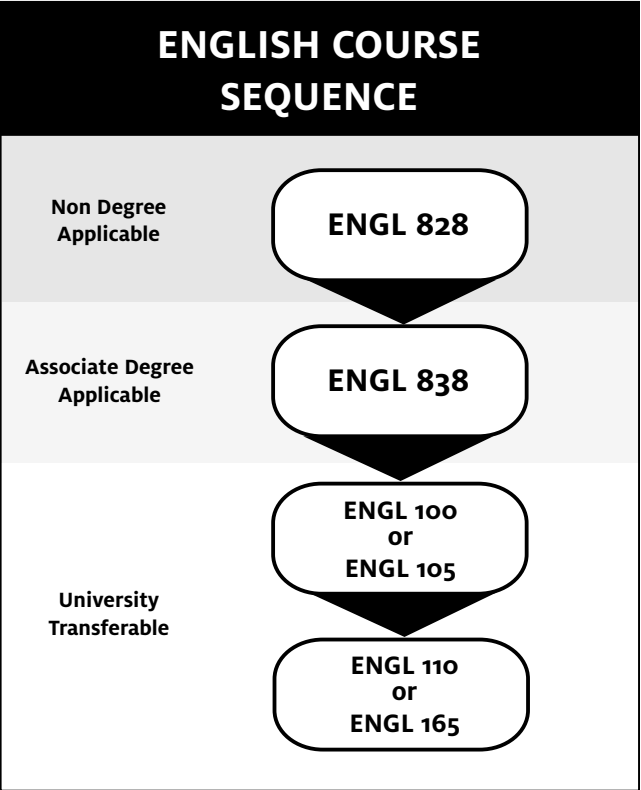 ENGLISH COURSE
SEQUENCE
Non Degree
Applicable
ENGL 828
Associate Degree
Applicable
ENGL 838
University
Transferable
ENGL 100
or
ENGL 105
ENGL 110
or
ENGL 165